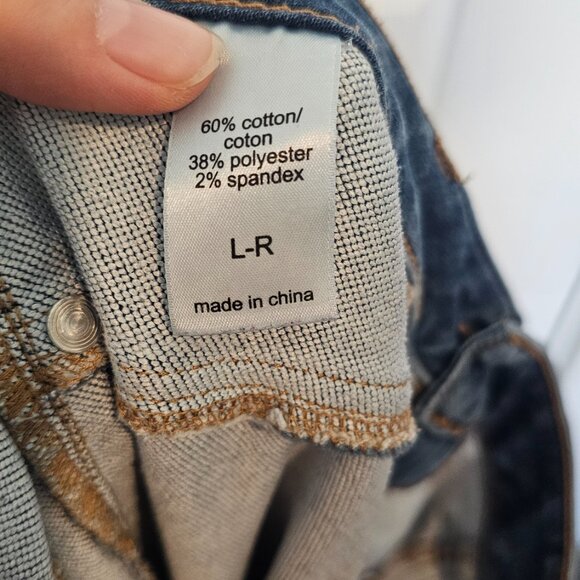 60% cotton/
coton
38% polyester
2% spandex
L-R
made in china